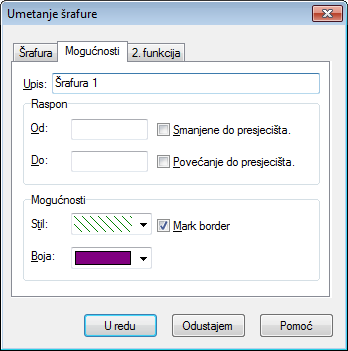 Umetanje šrafure
Šrafura Mogućnosti 2. funkcija
Upis: Šrafura 1
Raspon
Od: Smanjene do presjecišta.
Do: Povećanje do presjecišta.
Mogućnosti
Stil: Mark border
Boja:
U redu Odustajem Pomoć